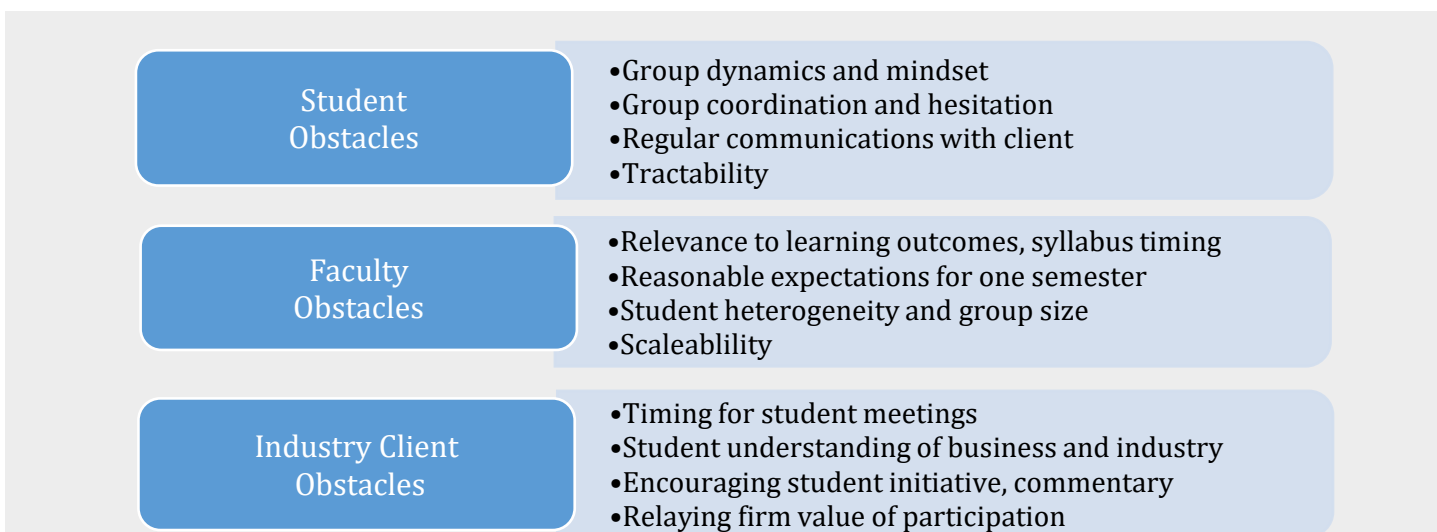 Student
Obstacles
•Group dynamics and mindset
•Group coordination and hesitation
•Regular communications with client
•Tractability
Faculty
Obstacles
•Relevance to learning outcomes, syllabus timing
•Reasonable expectations for one semester
•Student heterogeneity and group size
•Scaleablility
Industry Client
Obstacles
•Timing for student meetings
•Student understanding of business and industry
•Encouraging student initiative, commentary
•Relaying firm value of participation